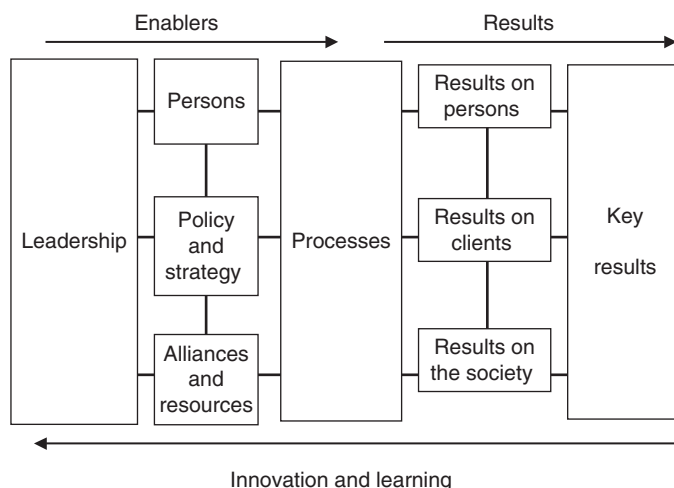 Enablers
Results
Leadership
Persons
Policy
and
strategy
Alliances
and
resources
Processes
Results on
persons
Results on
clients
Results on
the society
Key
results
Innovation and learning